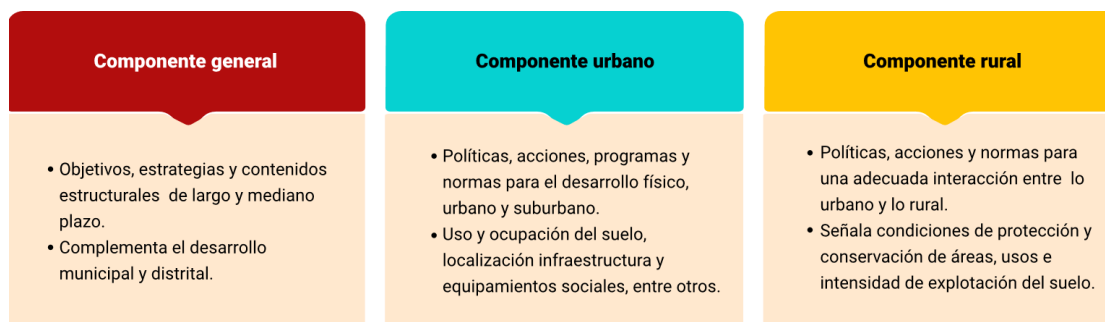 Componente general
• Objetivos, estrategias y contenidos
estructurales de largo y mediano
plazo.
• Complementa el desarrollo
municipal y distrital.
Componente urbano
• Políticas, acciones, programas y
normas para el desarrollo físico,
urbano y suburbano.
• Uso y ocupación del suelo,
localización infraestructura y
equipamientos sociales, entre otros.
Componente rural
• Políticas, acciones y normas para
una adecuada interacción entre lo
urbano y lo rural.
• Señala condiciones de protección y
conservación de áreas, usos e
intensidad de explotación del suelo.